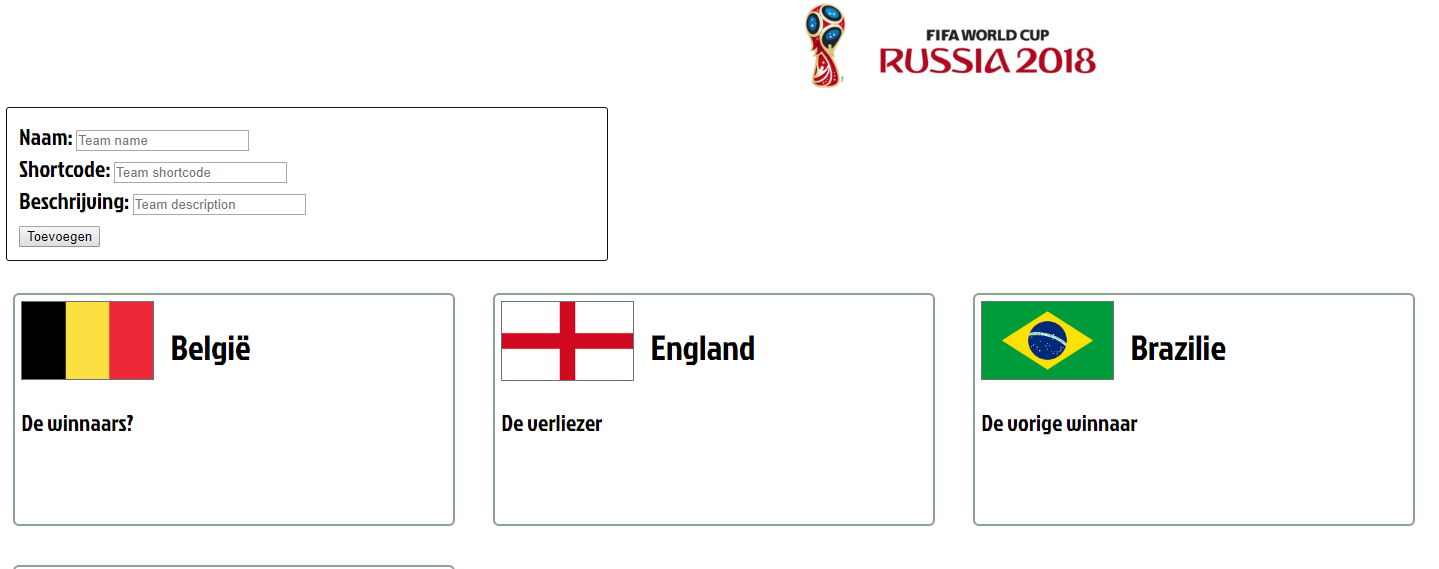 FIFA WORLD CUP
RUSSIA 2018
Naam: Team name
Shortcode: Team shortcode
Beschrijving: Team description
Toevoegen
België
De winnaars?
England
De verliezer
Brazilie
De vorige winnaar